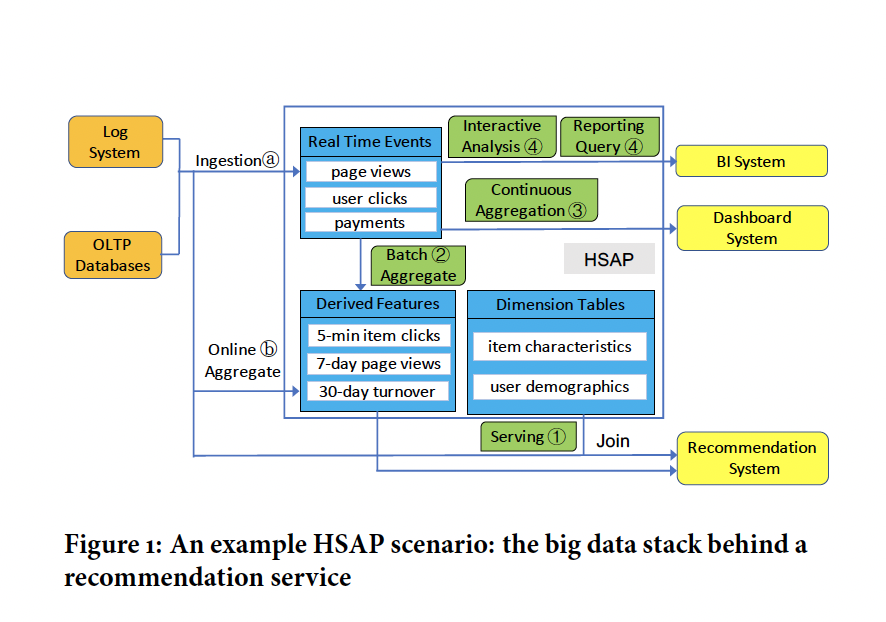 Log
System
OLTP
Databases
Ingestionⓐ
Real Time Events
page views
user clicks
payments
Interactive
Analysis ④
Reporting
Query ④
Continuous
Aggregation ③
BI System
Dashboard
System
HSAP
Batch ②
Aggregate
Derived Features
5-min item clicks
7-day page views
30-day turnover
Dimension Tables
item characteristics
user demographics
Online ⓑ
Aggregate
Serving ①
Join
Recommendation
System
Figure 1: An example HSAP scenario: the big data stack behind a
recommendation service